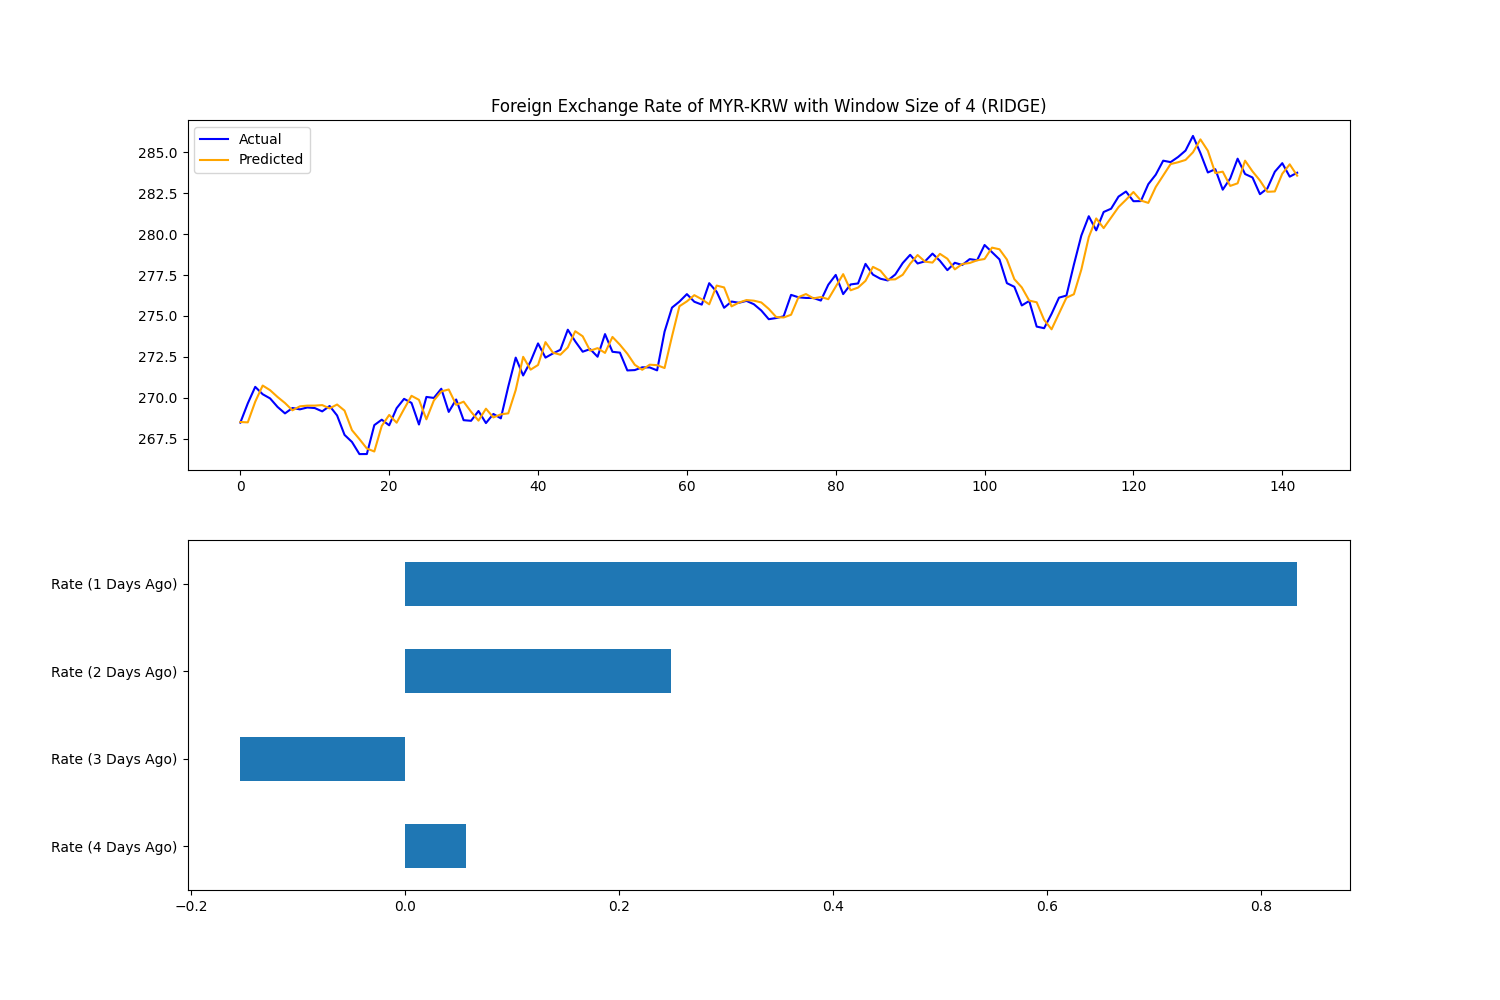 Foreign Exchange Rate of MYR-KRW with Window Size of 4 (RIDGE)
Actual
Predicted
285.0
282.5
280.0
277.5
275.0
272.5
270.0
267.5
0 20 40 60 80 100 120 140
Rate (1 Days Ago)
Rate (2 Days Ago)
Rate (3 Days Ago)
Rate (4 Days Ago)
−0.2 0.0 0.2 0.4 0.6 0.8